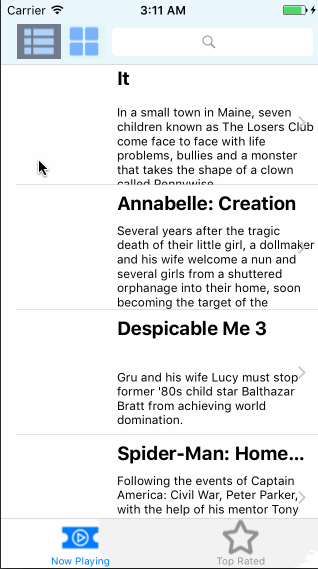 Carrier 3:11 AM
It
In a small town in Maine, seven
children known as The Losers Club
come face to face with life
problems, bullies and a monster
that takes the shape of a clown
called Pennywise.
Annabelle: Creation
Several years after the tragic
death of their little girl, a dollmaker
and his wife welcome a nun and
several girls from a shuttered
orphanage into their home, soon
becoming the target of the
Despicable Me 3
Gru and his wife Lucy must stop
former '80s child star Balthazar
Bratt from achieving world
domination.
Spider-Man: Home...
Following the events of Captain
America: Civil War, Peter Parker,
with the help of his mentor Tony
Now Playing
Top Rated